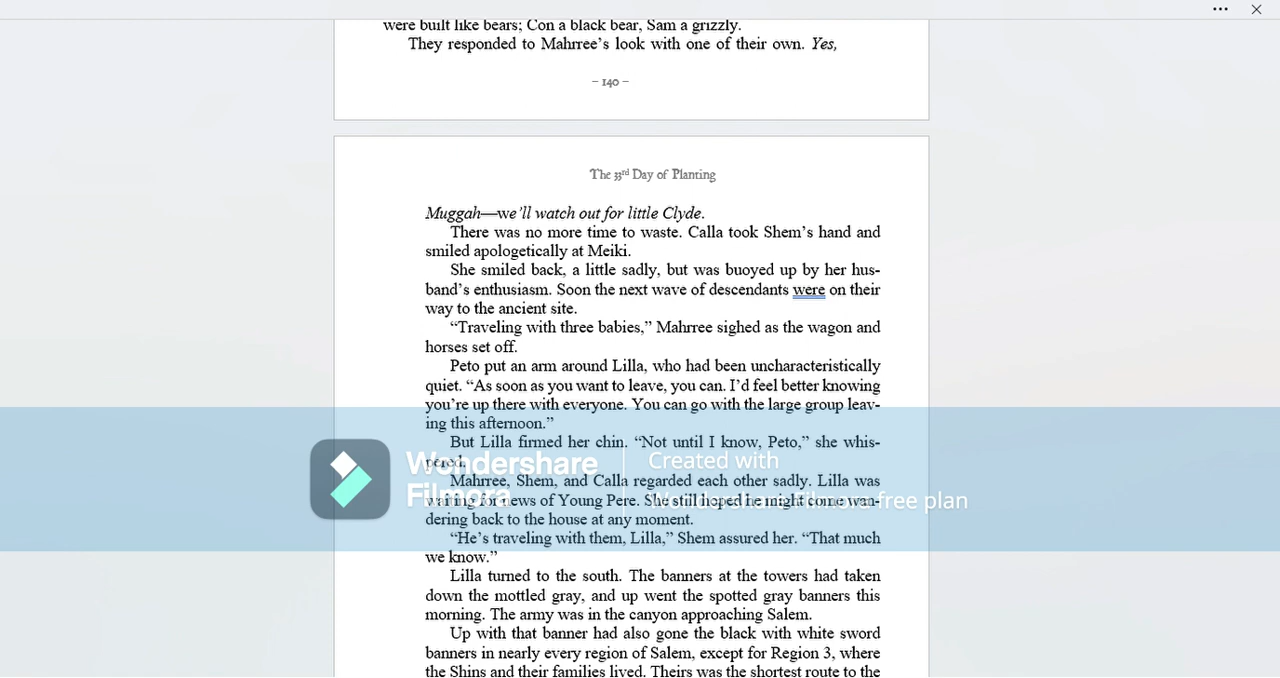 were built like bears; Con a black bear, Sam a grizzly.
They responded to Mahrree's look with one of their own. Yes,
– 140 –
The 33rd Day of Planting
Muggah—we'll watch out for little Clyde.
There was no more time to waste. Calla took Shem's hand and
smiled apologetically at Meiki.
She smiled back, a little sadly, but was buoyed up by her hus-
band's enthusiasm. Soon the next wave of descendants were on their
way to the ancient site.
“Traveling with three babies,” Mahrree sighed as the wagon and
horses set off.
Peto put an arm around Lilla, who had been uncharacteristically
quiet. “As soon as you want to leave, you can. I'd feel better knowing
you're up there with everyone. You can go with the large group leav-
ing this afternoon.”
But Lilla firmed her chin. “Not until I know, Peto,” she whis-
pered.
Mahrree, Shem, and Calla regarded each other sadly. Lilla was
waiting for news of Young Pere. She still hoped he might come wan-
dering back to the house at any moment.
“He's traveling with them, Lilla,” Shem assured her. “That much
we know.”
Lilla turned to the south. The banners at the towers had taken
down the mottled gray, and up went the spotted gray banners this
morning. The army was in the canyon approaching Salem.
Up with that banner had also gone the black with white sword
banners in nearly every region of Salem, except for Region 3, where
the Shins and their families lived. Theirs was the shortest route to the
Wondershare
Filmora
Created with
Wondershare Filmora free plan